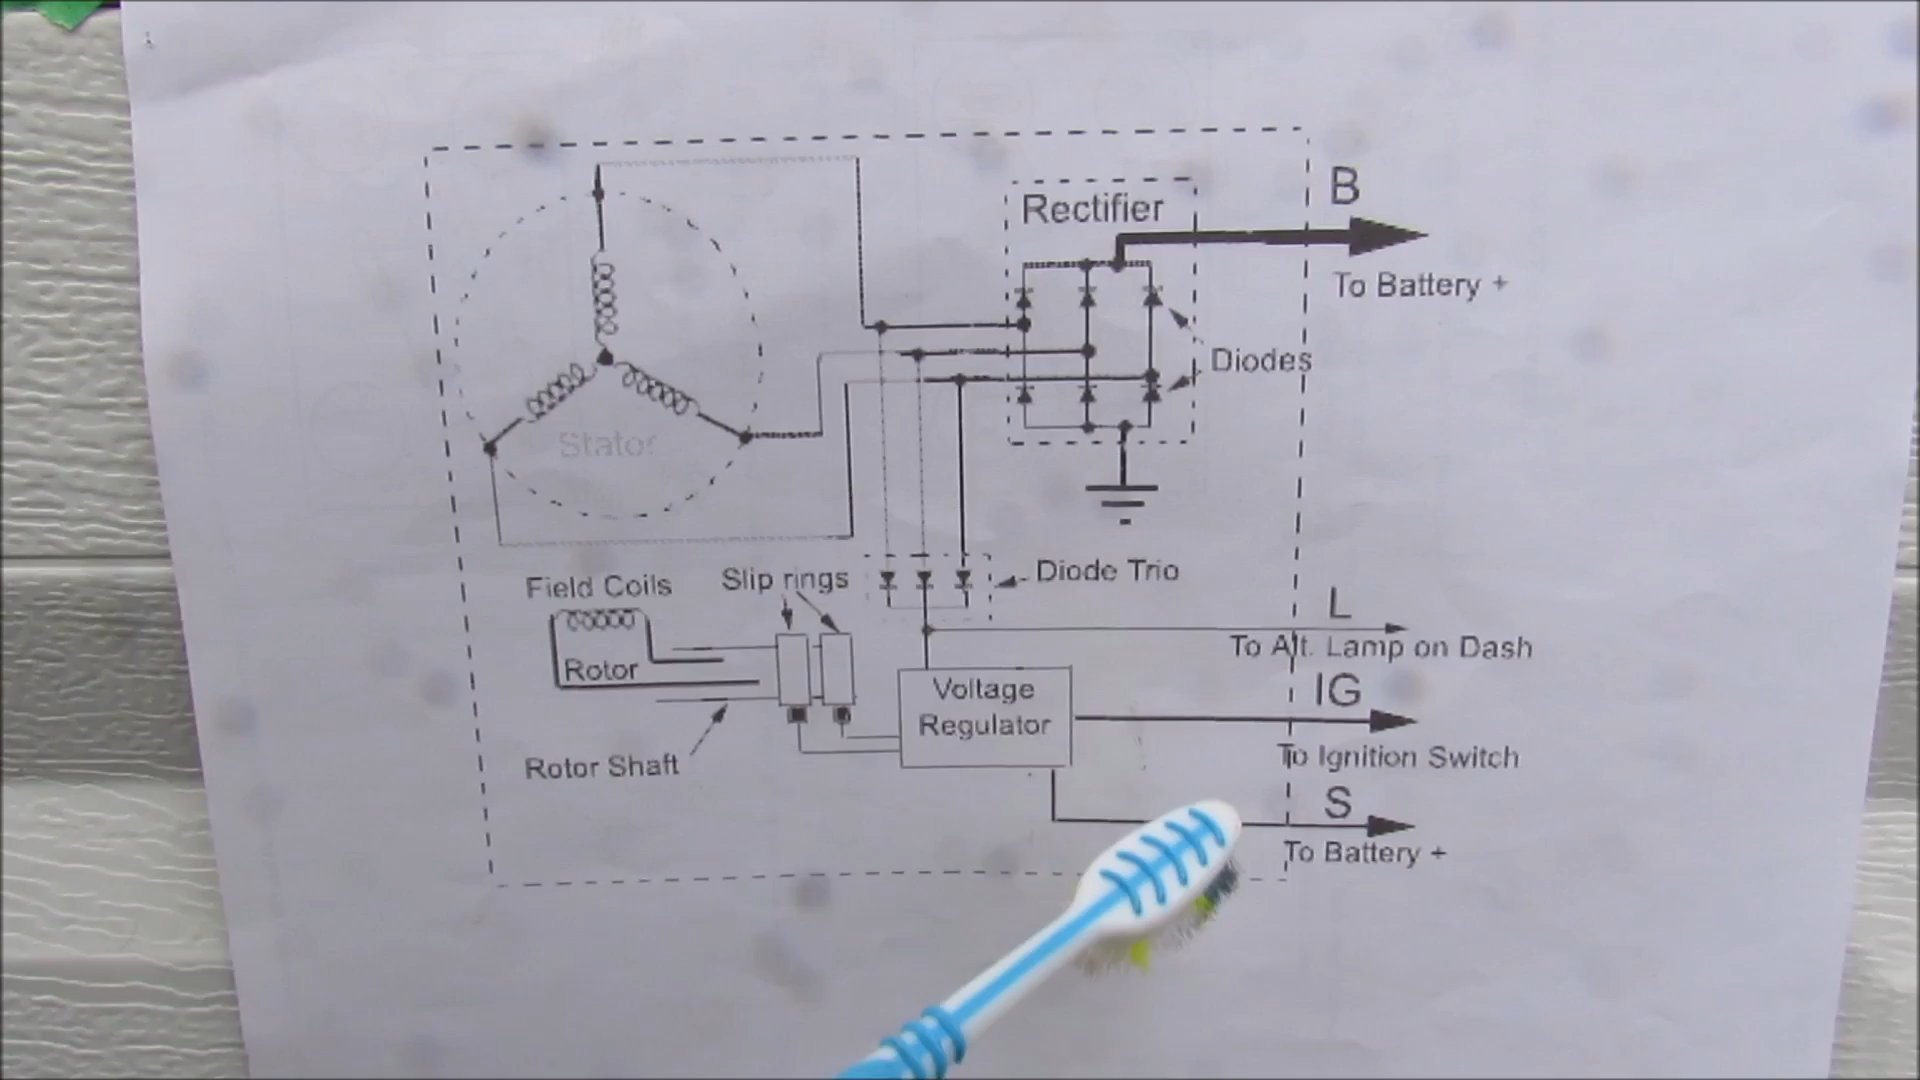 Rectifier
B
To Battery +
Diodes
Stator
Diode Trio
Field Coils
Slip rings
L
To Alt. Lamp on Dash
Rotor
Voltage
Regulator
IG
To Ignition Switch
Rotor Shaft
S
To Battery +